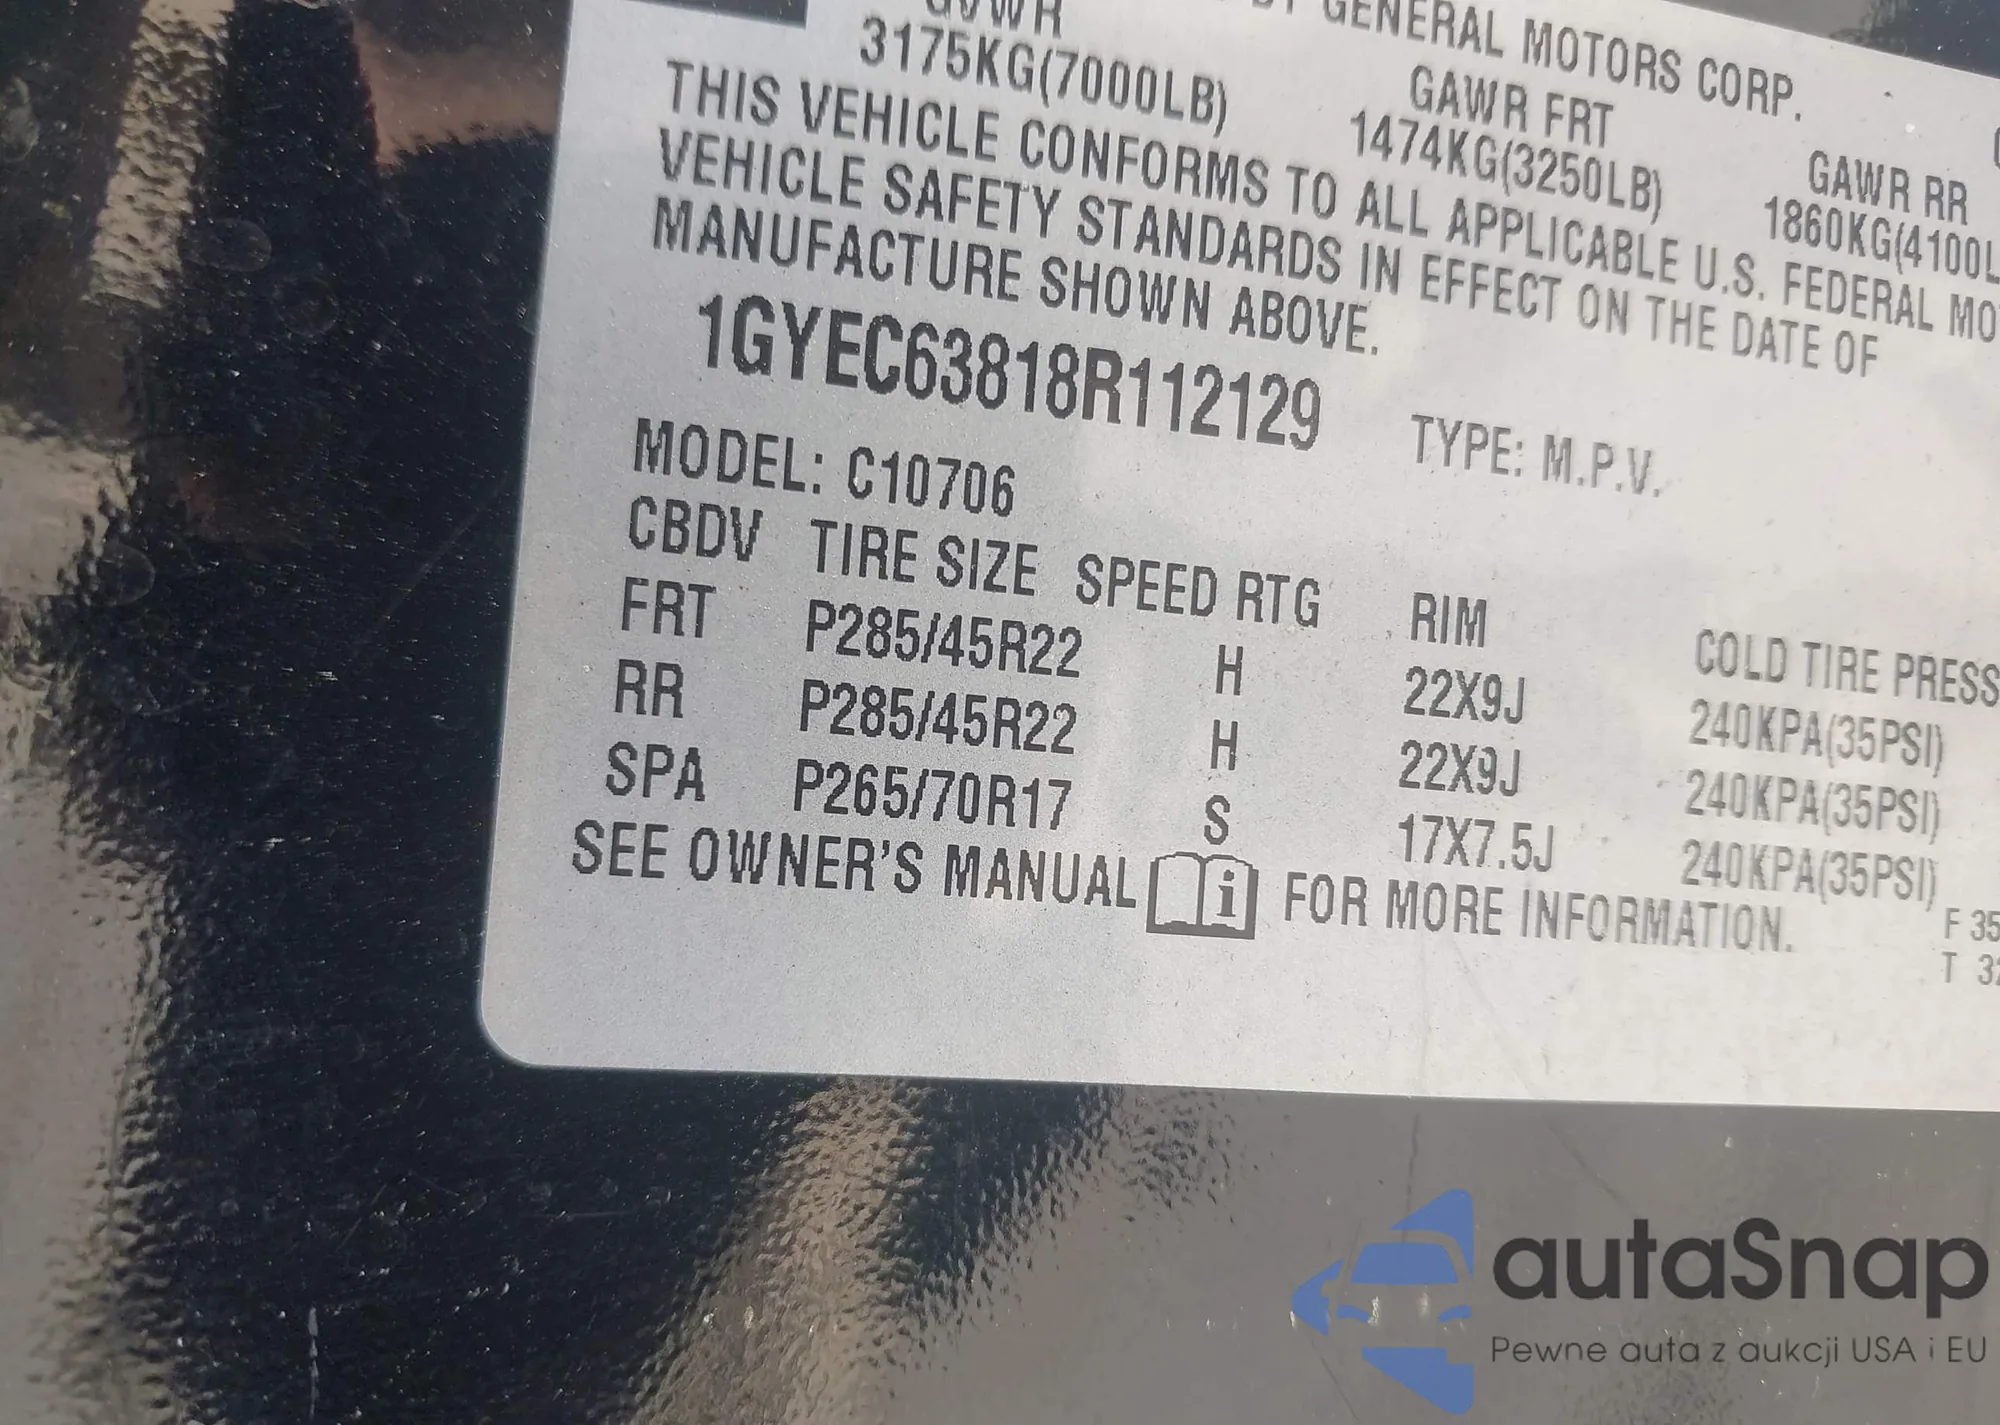 BY GENERAL MOTORS CORP.
GVWR GAWR FRT GAWR RR
3175KG(7000LB) 1474KG(3250LB) 1860KG(4100L
THIS VEHICLE CONFORMS TO ALL APPLICABLE U.S. FEDERAL MO
VEHICLE SAFETY STANDARDS IN EFFECT ON THE DATE OF
MANUFACTURE SHOWN ABOVE.
1GYEC63818R112129 TYPE: M.P.V.
MODEL: C10706
CBDV TIRE SIZE SPEED RTG RIM COLD TIRE PRESS
FRT P285/45R22 H 22X9J 240KPA(35PSI)
RR P285/45R22 H 22X9J 240KPA(35PSI)
SPA P265/70R17 S 17X7.5J 240KPA(35PSI)
SEE OWNER'S MANUAL i FOR MORE INFORMATION.
F 35
T 32
autaSnap
Pewne auta z aukcji USA i EU